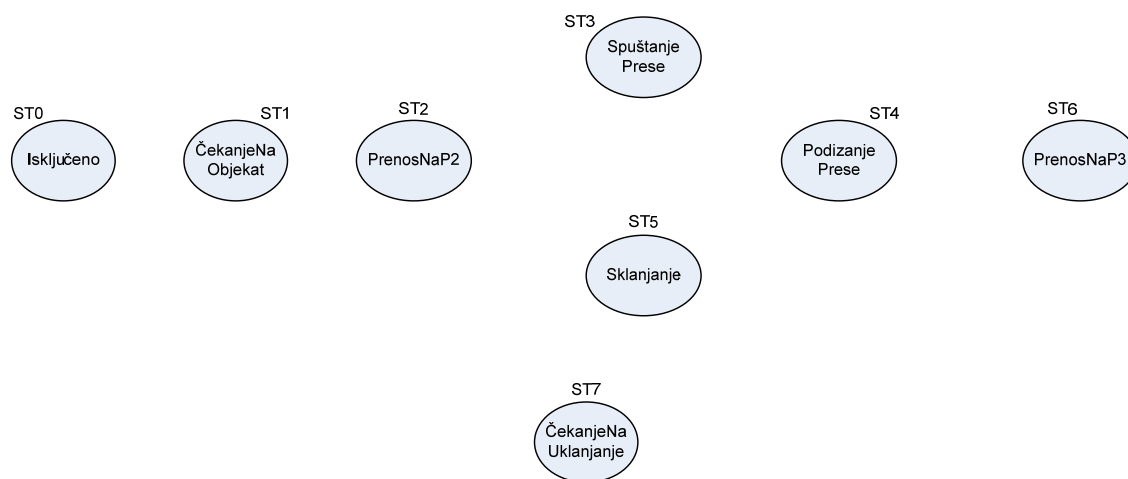 ST0
Isključeno
ST1
ČekanjeNa
Objekat
ST2
PrenosNaP2
ST3
Spuštanje
Prese
ST4
Podizanje
Prese
ST6
PrenosNaP3
ST5
Sklanjanje
ST7
ČekanjeNa
Uklanjanje